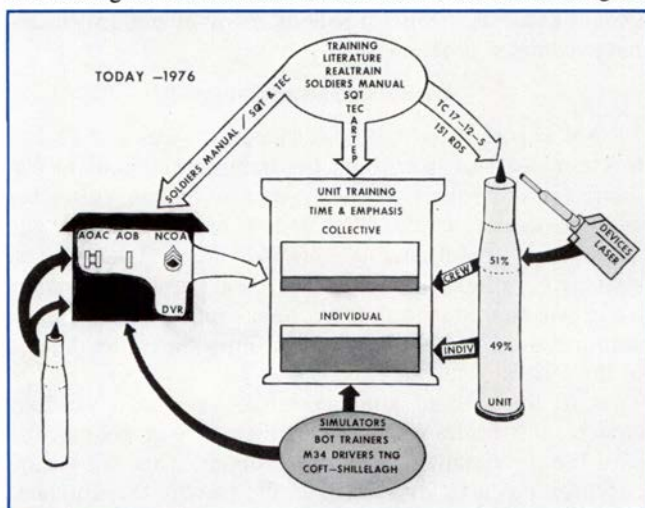 TODAY –1976
TRAINING
LITERATURE
REALTRAIN
SOLDIERS MANUAL
SQT
TEC
ARTEP
SOLDIERS MANUAL / SQT & TEC
TC 17–12–5
151 RDS
AOAC AOB NCOA
DVR
UNIT TRAINING
TIME & EMPHASIS
COLLECTIVE
INDIVIDUAL
CREW
INDIV
51%
49%
UNIT
DEVICES
LASER
SIMULATORS
BOT TRAINERS
M34 DRIVERS TNG
COFT–SHILLELAGH